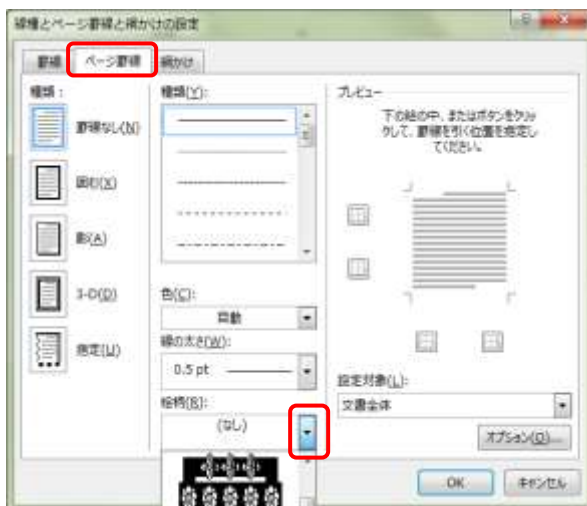 線種とページ罫線と網かけの設定
罫線 ページ罫線 網かけ
種類：
罫線なし(N)
囲む(X)
影(A)
3-D(D)
指定(U)
種類(Y):
色(C):
自動
線の太さ(W):
0.5 pt
絵柄(R):
(なし)
プレビュー
下の絵の中、またはボタンをクリッ
クして、罫線を引く位置を指定し
てください。
設定対象(L):
文書全体
オプション(O)...
OK キャンセル